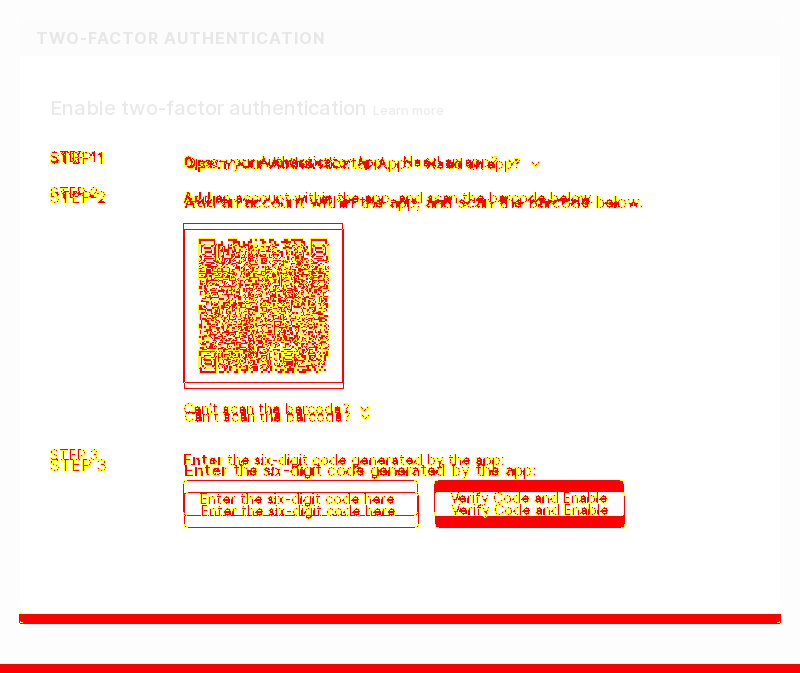 TWO-FACTOR AUTHENTICATION
Enable two-factor authentication Learn more
STEP 1
Open your Authenticator App. Need an app?
STEP 2
Add an account within the app, and scan the barcode below.
Can't scan the barcode?
STEP 3
Enter the six-digit code generated by the app:
Enter the six-digit code here
Verify Code and Enable